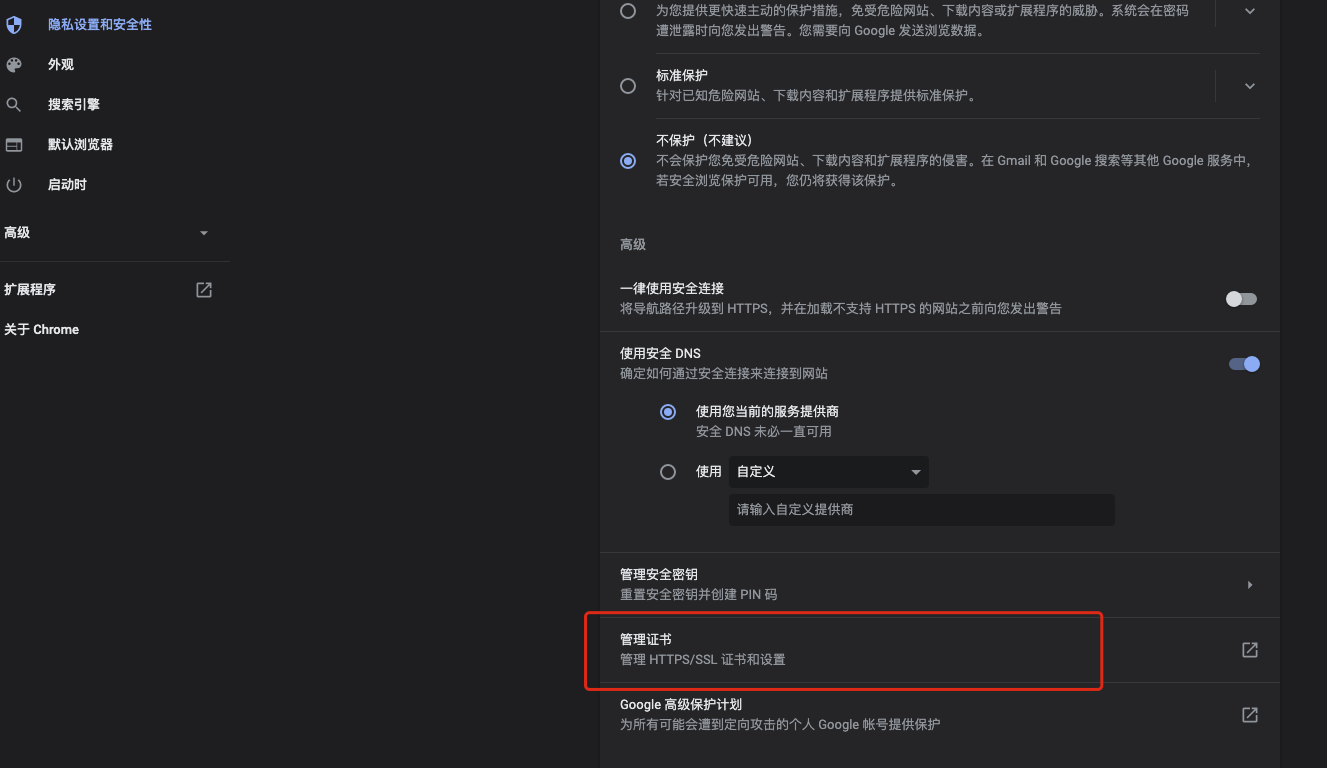 隐私设置和安全性
外观
搜索引擎
默认浏览器
启动时
高级
扩展程序
关于 Chrome
为您提供更快速主动的保护措施，免受危险网站、下载内容或扩展程序的威胁。系统会在密码
遭泄露时向您发出警告。您需要向 Google 发送浏览数据。
标准保护
针对已知危险网站、下载内容和扩展程序提供标准保护。
不保护（不建议）
不会保护您免受危险网站、下载内容和扩展程序的侵害。在 Gmail 和 Google 搜索等其他 Google 服务中，
若安全浏览保护可用，您仍将获得该保护。
高级
一律使用安全连接
将导航路径升级到 HTTPS，并在加载不支持 HTTPS 的网站之前向您发出警告
使用安全 DNS
确定如何通过安全连接来连接到网站
使用您当前的服务提供商
安全 DNS 未必一直可用
使用 自定义
请输入自定义提供商
管理安全密钥
重置安全密钥并创建 PIN 码
管理证书
管理 HTTPS/SSL 证书和设置
Google 高级保护计划
为所有可能会遭到定向攻击的个人 Google 帐号提供保护